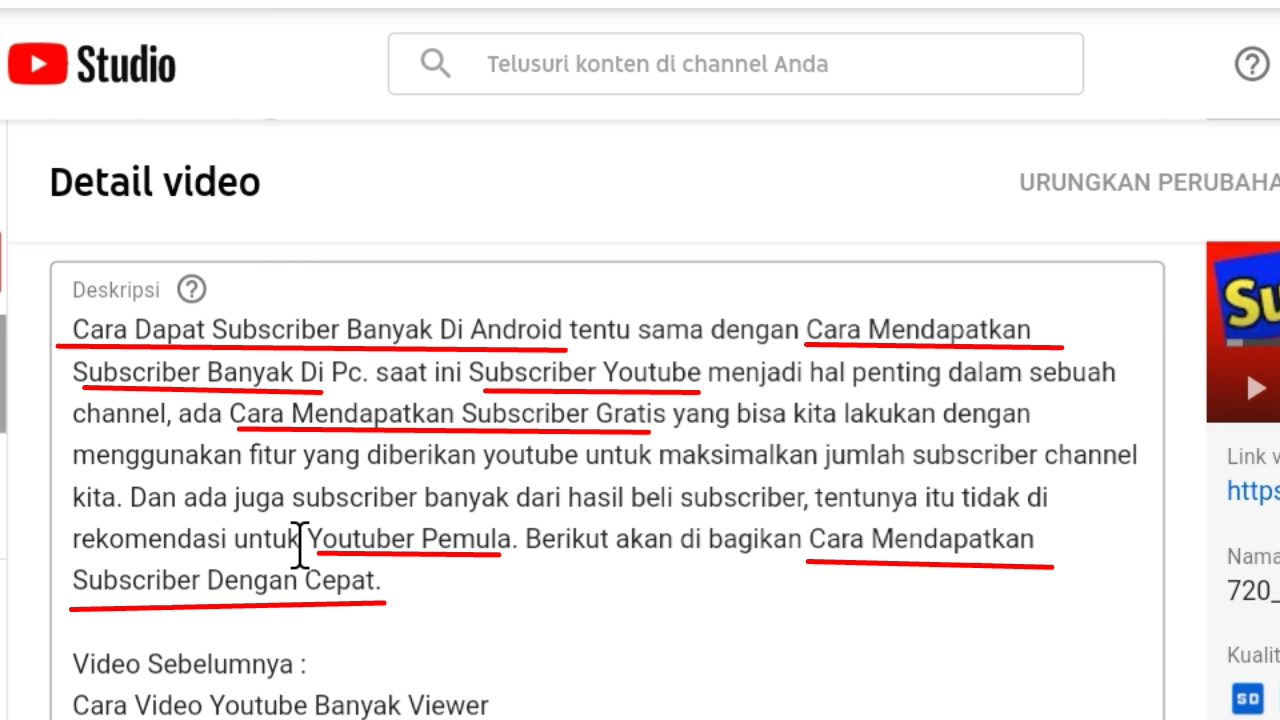 Studio
Telusuri konten di channel Anda
Detail video
URUNGKAN PERUBAHA
Deskripsi
Cara Dapat Subscriber Banyak Di Android tentu sama dengan Cara Mendapatkan
Subscriber Banyak Di Pc. saat ini Subscriber Youtube menjadi hal penting dalam sebuah
channel, ada Cara Mendapatkan Subscriber Gratis yang bisa kita lakukan dengan
menggunakan fitur yang diberikan youtube untuk maksimalkan jumlah subscriber channel
kita. Dan ada juga subscriber banyak dari hasil beli subscriber, tentunya itu tidak di
rekomendasi untuk Youtuber Pemula. Berikut akan di bagikan Cara Mendapatkan
Subscriber Dengan Cepat.
Video Sebelumnya :
Cara Video Youtube Banyak Viewer
Su
Link v
https
Nama
720_
Kualit
SD